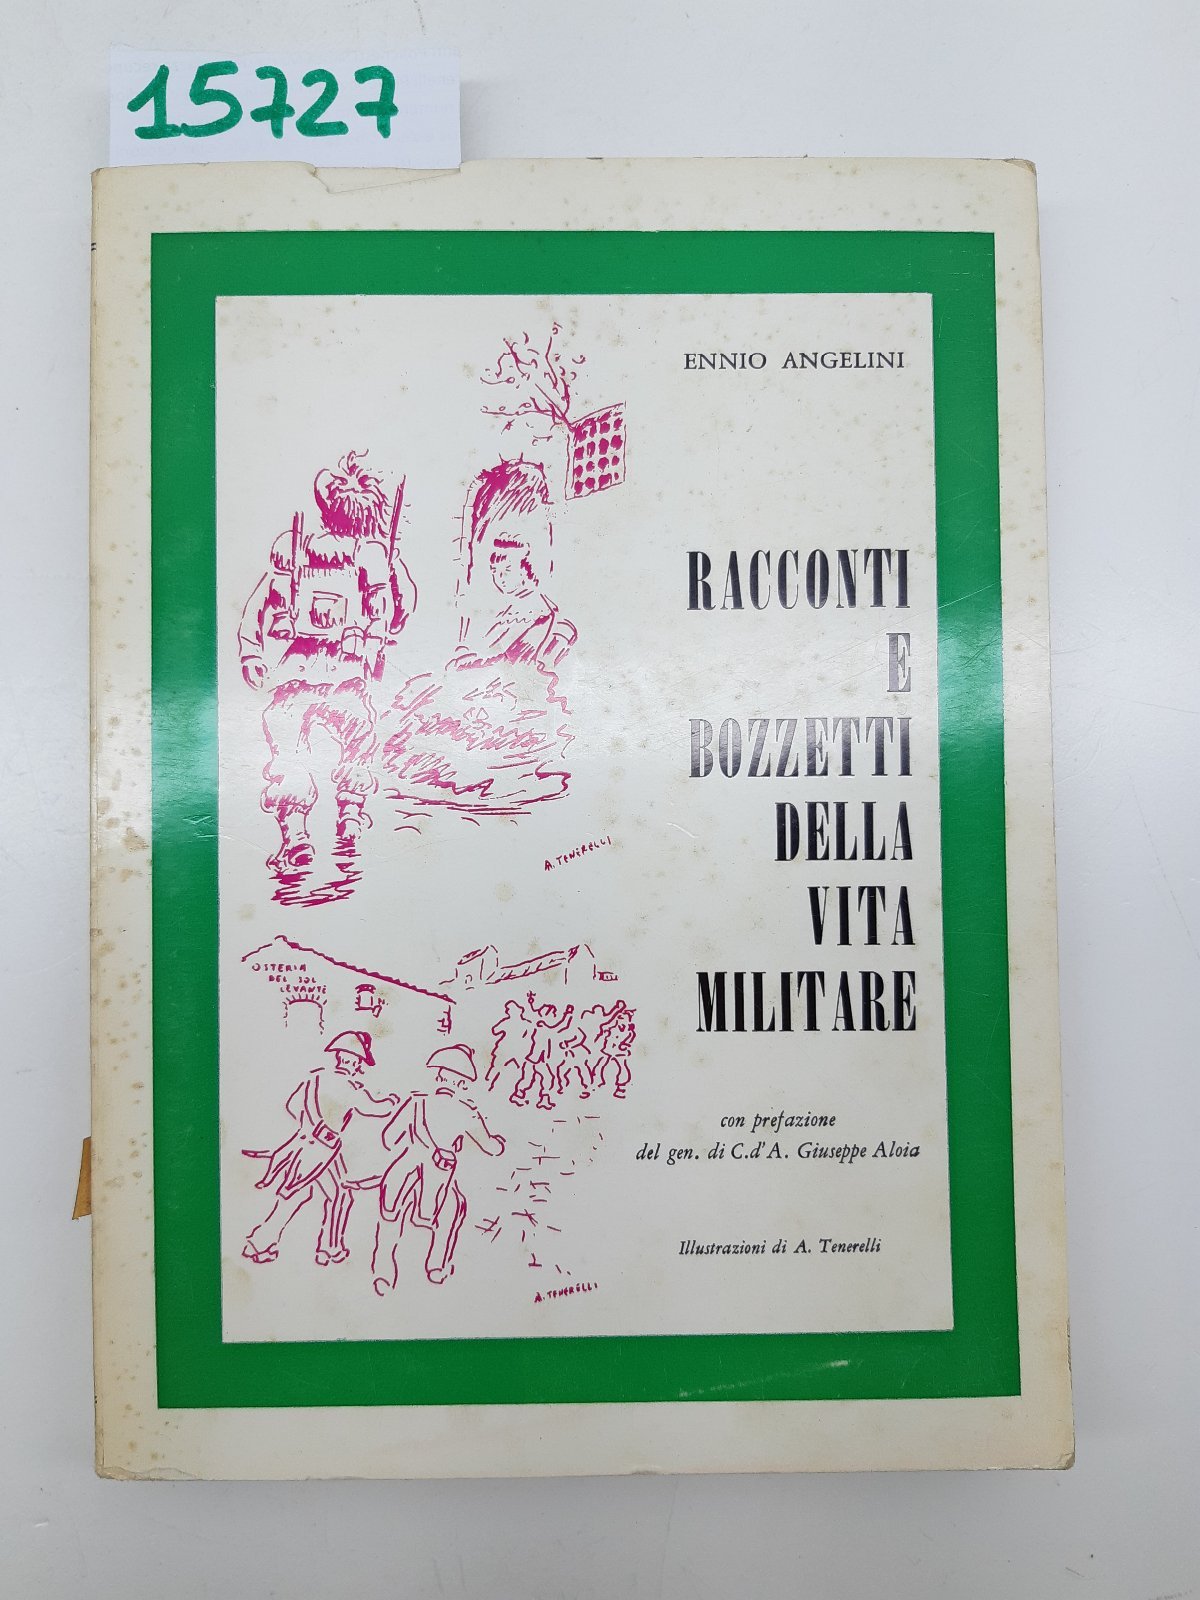 15727
ENNIO ANGELINI
RACCONTI
E
BOZZETTI
DELLA
VITA
MILITARE
A. TENERELLI
OSTERIA
DEL SOL
LEVANTE
con prefazione
del gen. di C.d'A. Giuseppe Aloia
Illustrazioni di A. Tenerelli
A. TENERELLI